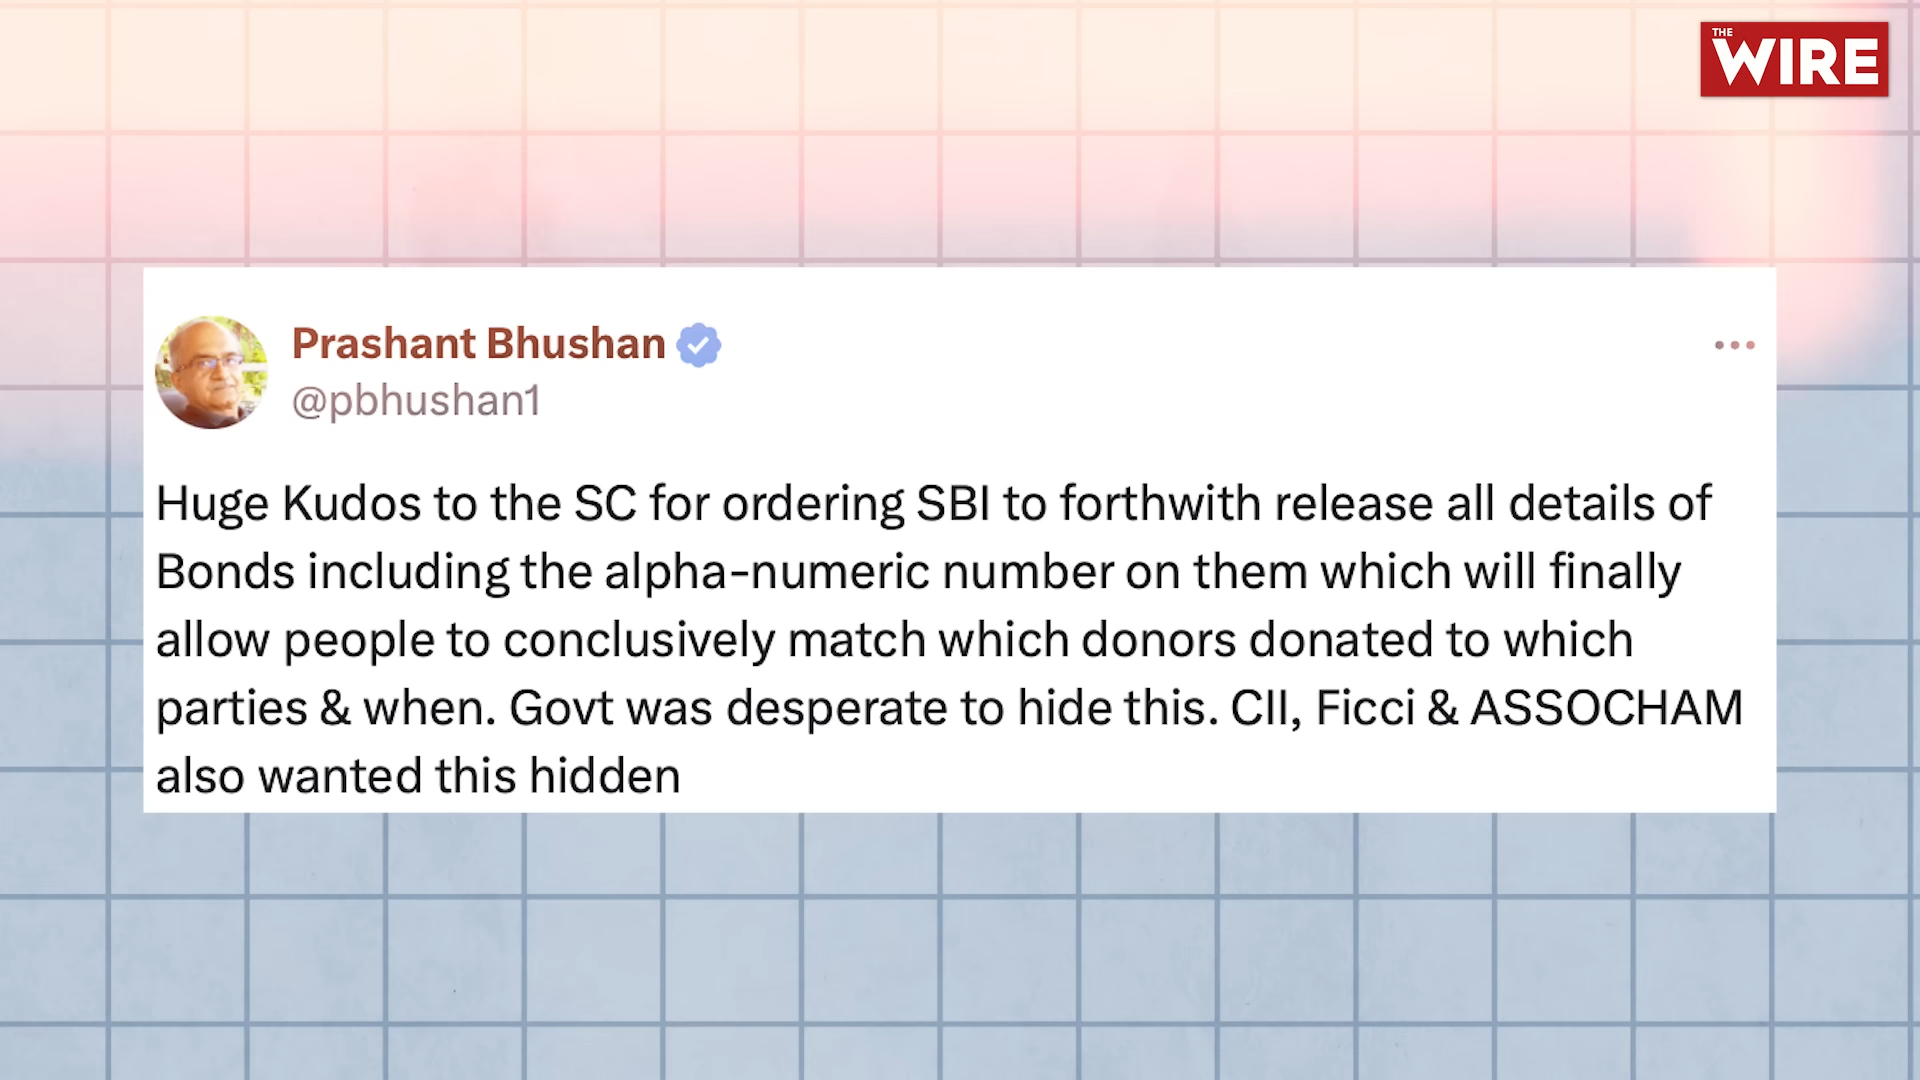 THE
WIRE
Prashant Bhushan
@pbhushan1
Huge Kudos to the SC for ordering SBI to forthwith release all details of
Bonds including the alpha-numeric number on them which will finally
allow people to conclusively match which donors donated to which
parties & when. Govt was desperate to hide this. CII, Ficci & ASSOCHAM
also wanted this hidden